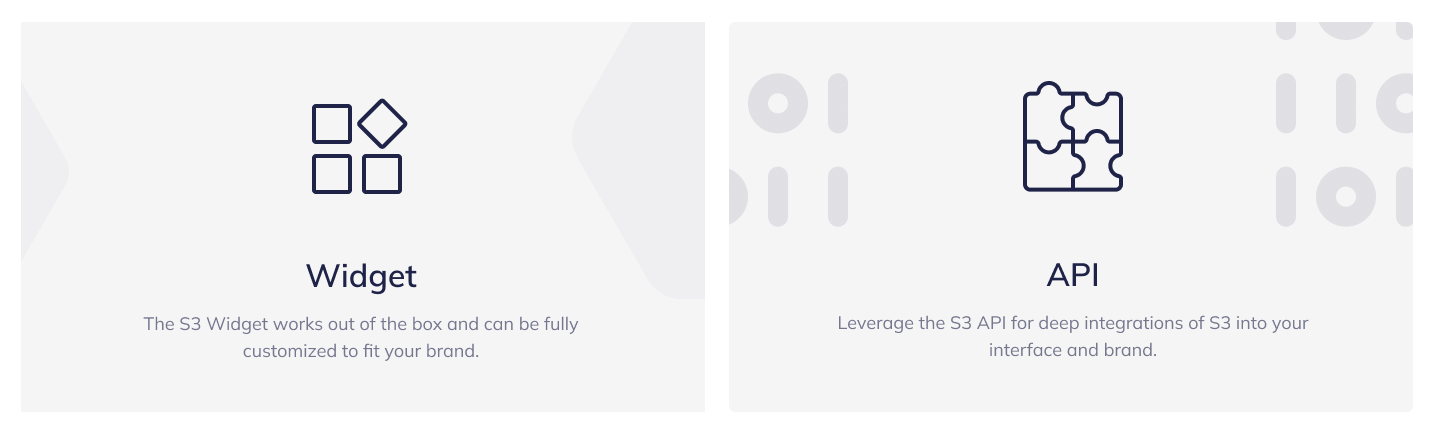 Widget
The S3 Widget works out of the box and can be fully
customized to fit your brand.
API
Leverage the S3 API for deep integrations of S3 into your
interface and brand.